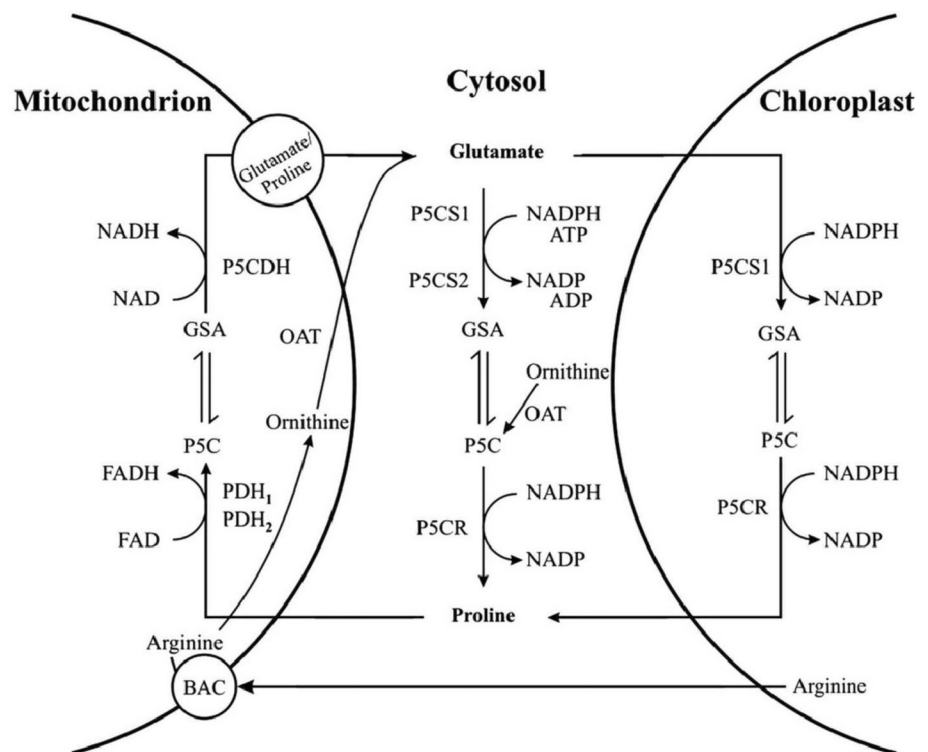 Cytosol
Mitochondrion
Chloroplast
Glutamate/
Proline
NADH
NAD
P5CDH
GSA
P5C
FADH
FAD
PDH1
PDH2
OAT
Ornithine
Arginine
BAC
Glutamate
P5CS1
P5CS2
NADPH
ATP
NADP
ADP
GSA
Ornithine
OAT
P5C
P5CR
NADPH
NADP
Proline
P5CS1
NADPH
NADP
GSA
P5C
P5CR
NADPH
NADP
Arginine